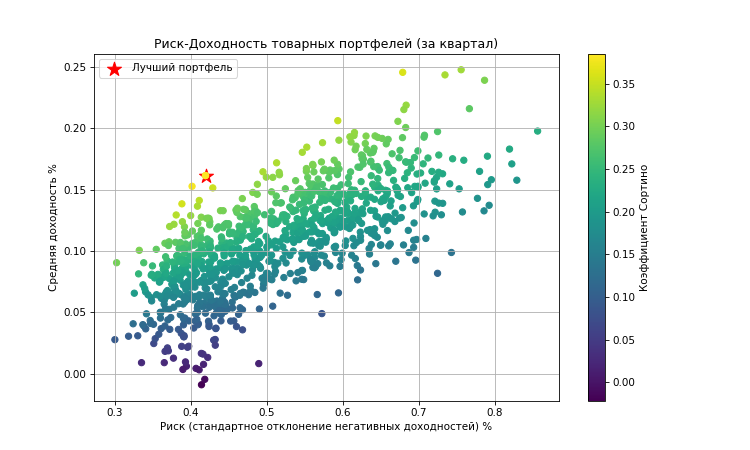 Риск-Доходность товарных портфелей (за квартал)
Лучший портфель
Средняя доходность %
0.25
0.20
0.15
0.10
0.05
0.00
0.3 0.4 0.5 0.6 0.7 0.8
Риск (стандартное отклонение негативных доходностей) %
0.35
0.30
0.25
0.20
0.15
0.10
0.05
0.00
Коэффициент Сортино